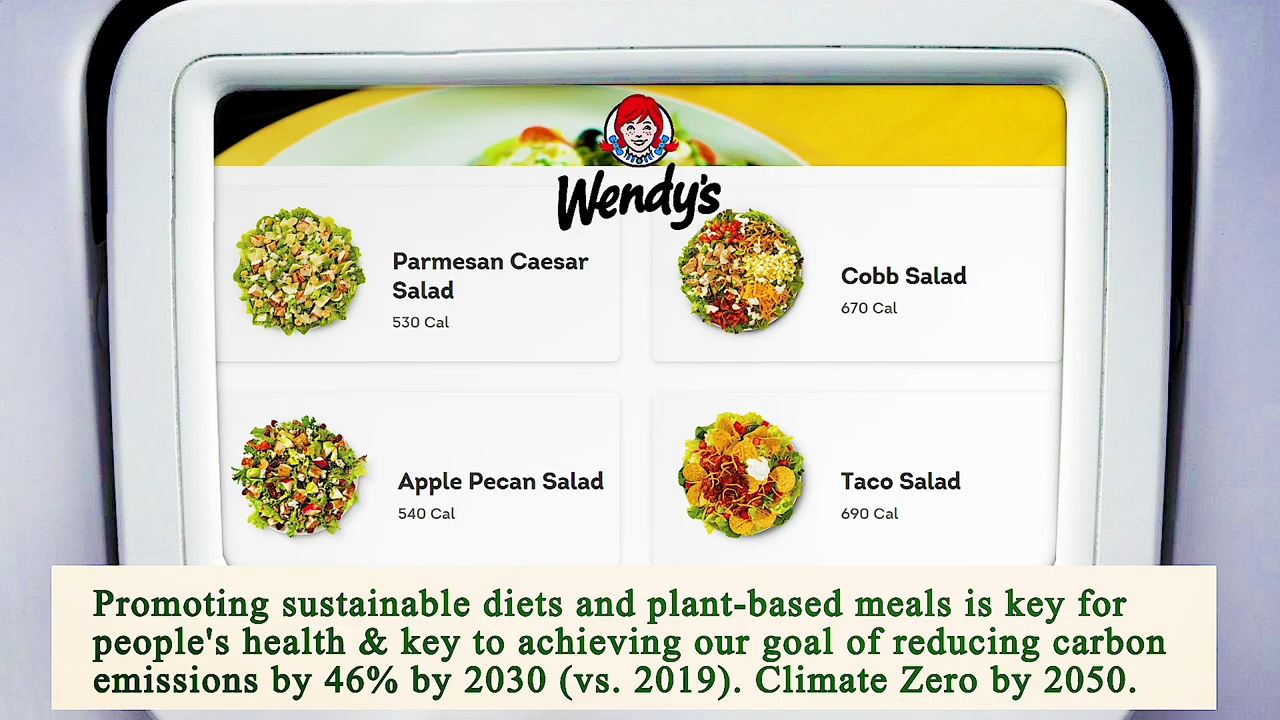 Wendy's
Parmesan Caesar
Salad
530 Cal
Cobb Salad
670 Cal
Apple Pecan Salad
540 Cal
Taco Salad
690 Cal
Promoting sustainable diets and plant-based meals is key for
people's health & key to achieving our goal of reducing carbon
emissions by 46% by 2030 (vs. 2019). Climate Zero by 2050.